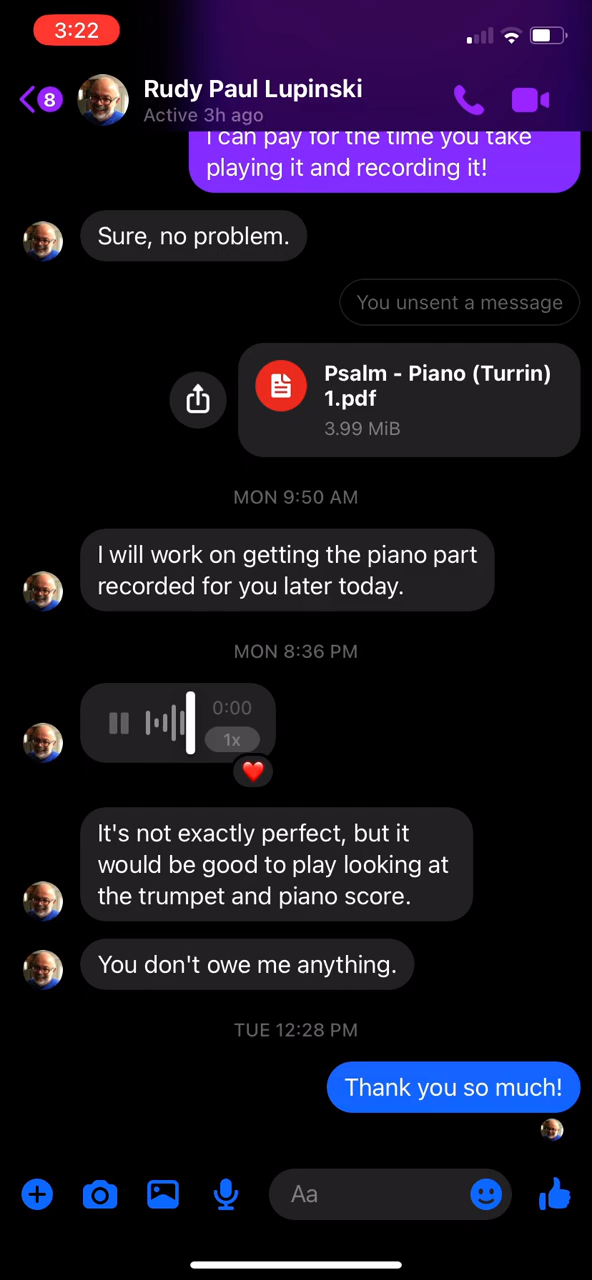 3:22
8
Rudy Paul Lupinski
Active 3h ago
I can pay for the time you take
playing it and recording it!
Sure, no problem.
You unsent a message
Psalm - Piano (Turrin)
1.pdf
3.99 MiB
MON 9:50 AM
I will work on getting the piano part
recorded for you later today.
MON 8:36 PM
0:00
1x
It's not exactly perfect, but it
would be good to play looking at
the trumpet and piano score.
You don't owe me anything.
TUE 12:28 PM
Thank you so much!
Aa